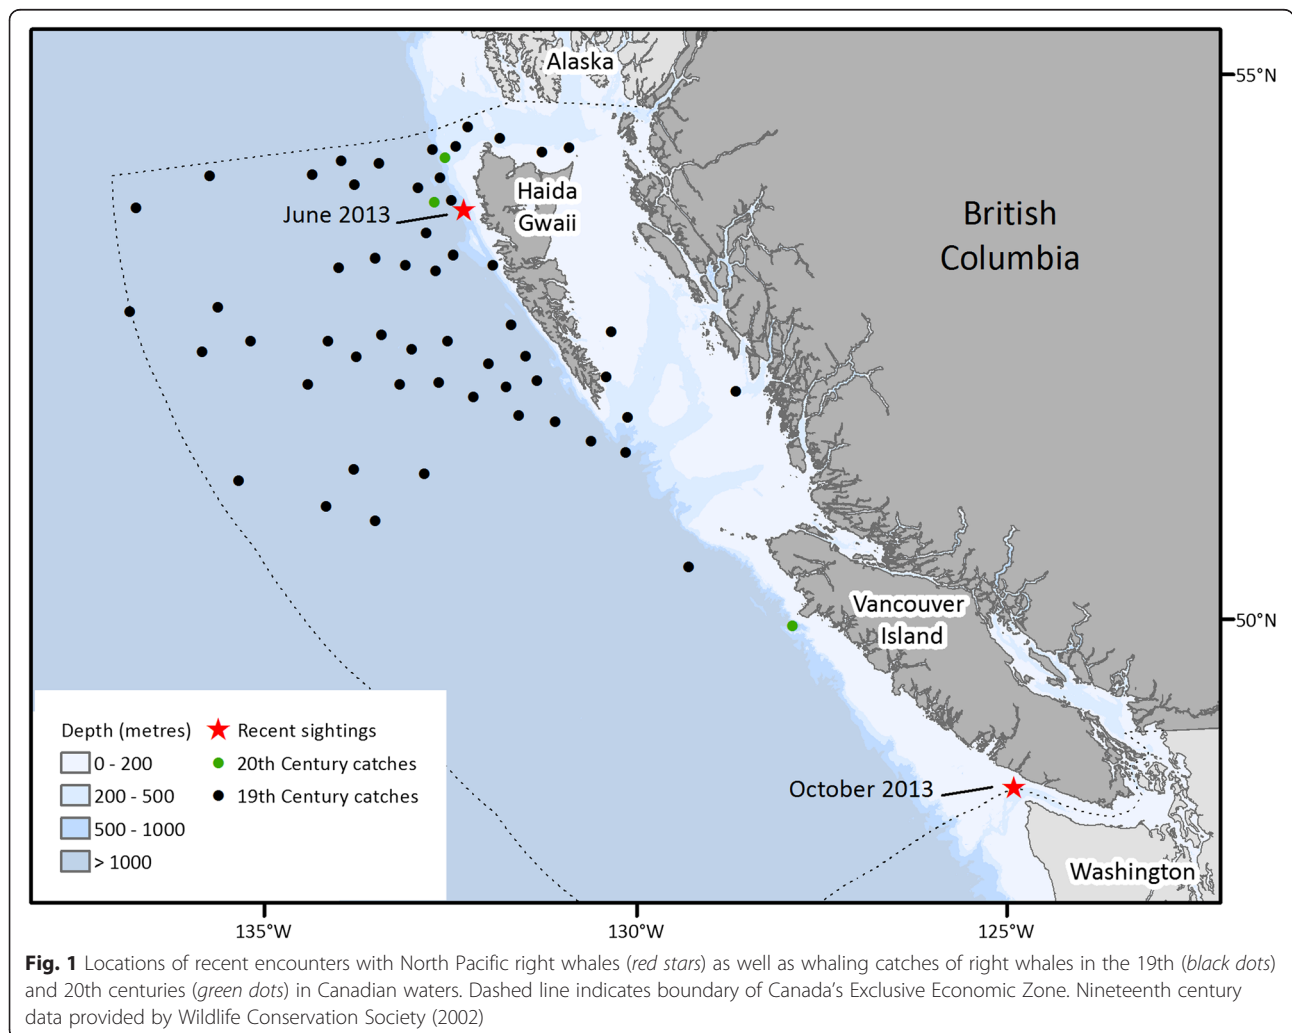 Alaska
55°N
Haida
Gwaii
June 2013
British
Columbia
Vancouver
Island
50°N
Depth (metres)
0 - 200
200 - 500
500 - 1000
> 1000
Recent sightings
20th Century catches
19th Century catches
October 2013
Washington
135°W
130°W
125°W
Fig. 1 Locations of recent encounters with North Pacific right whales (red stars) as well as whaling catches of right whales in the 19th (black dots)
and 20th centuries (green dots) in Canadian waters. Dashed line indicates boundary of Canada's Exclusive Economic Zone. Nineteenth century
data provided by Wildlife Conservation Society (2002)